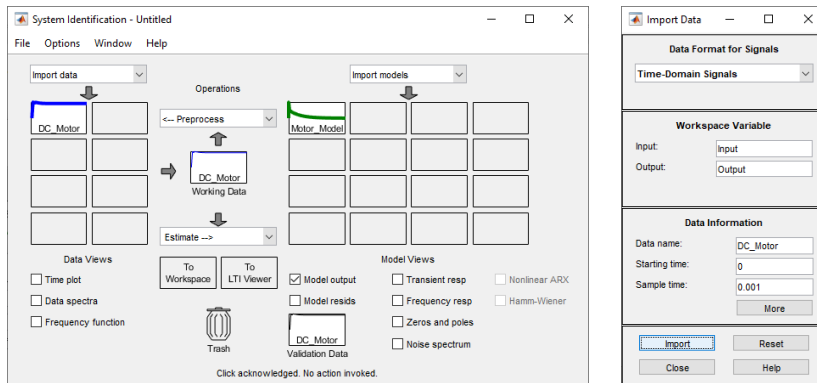 System Identification - Untitled
File Options Window Help
Import data
Operations
Import models
DC_Motor
<-- Preprocess
Motor_Model
DC_Motor
Working Data
Estimate -->
Data Views
To Workspace
To LTI Viewer
Model Views
Time plot
Data spectra
Frequency function
Trash
Model output
Model resids
DC_Motor
Validation Data
Transient resp
Frequency resp
Zeros and poles
Noise spectrum
Nonlinear ARX
Hamm-Wiener
Click acknowledged. No action invoked.
Import Data
Data Format for Signals
Time-Domain Signals
Workspace Variable
Input: Input
Output: Output
Data Information
Data name: DC_Motor
Starting time: 0
Sample time: 0.001
More
Import Reset
Close Help